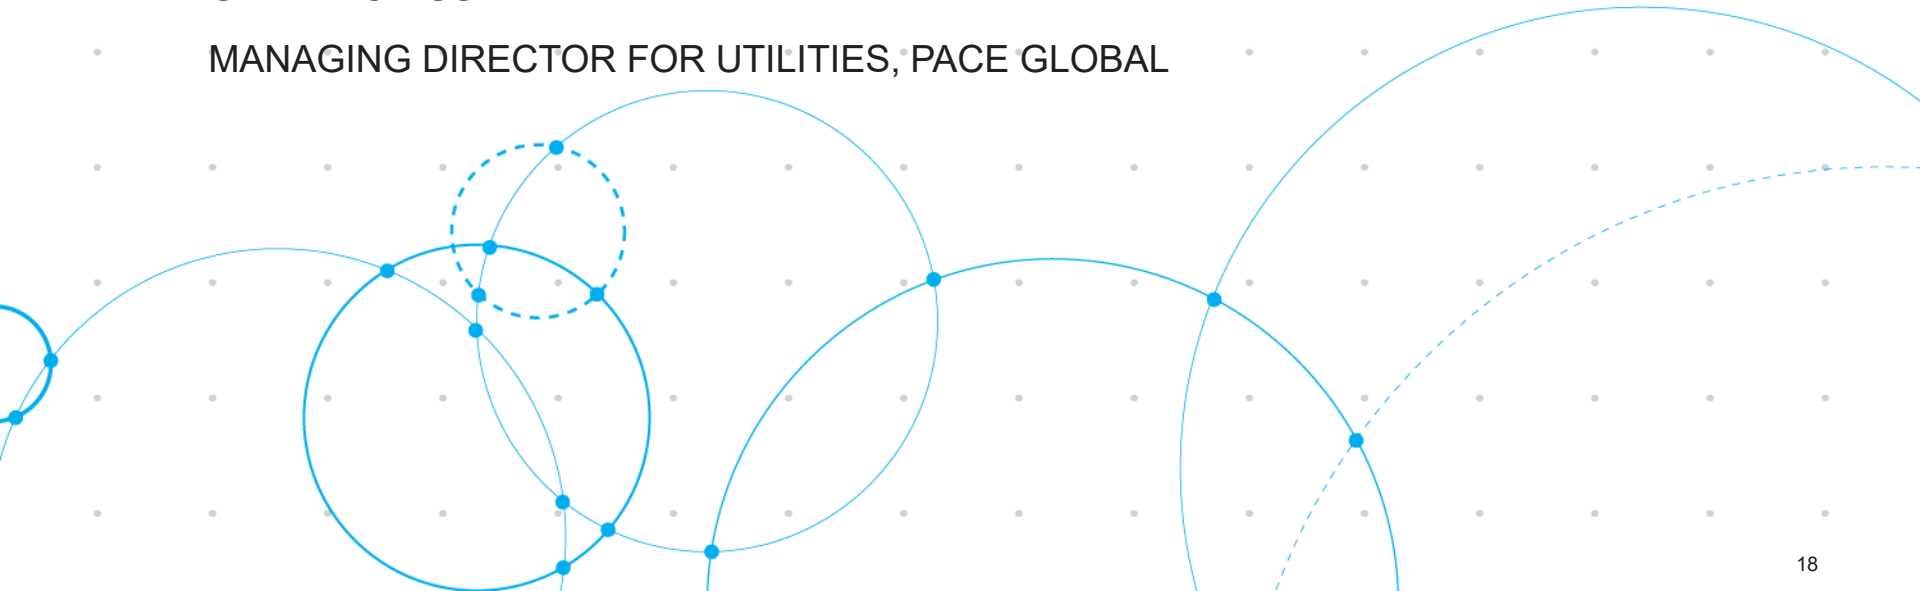 MANAGING DIRECTOR FOR UTILITIES, PACE GLOBAL
18